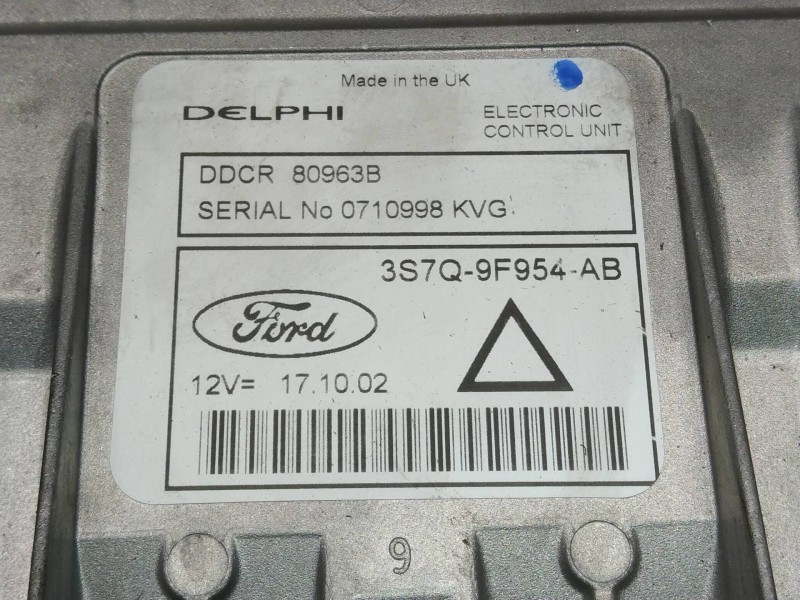 Made in the UK
DELPHI
ELECTRONIC
CONTROL UNIT
DDCR 80963B
SERIAL No 0710998 KVG
3S7Q-9F954-AB
Ford
12V= 17.10.02
9